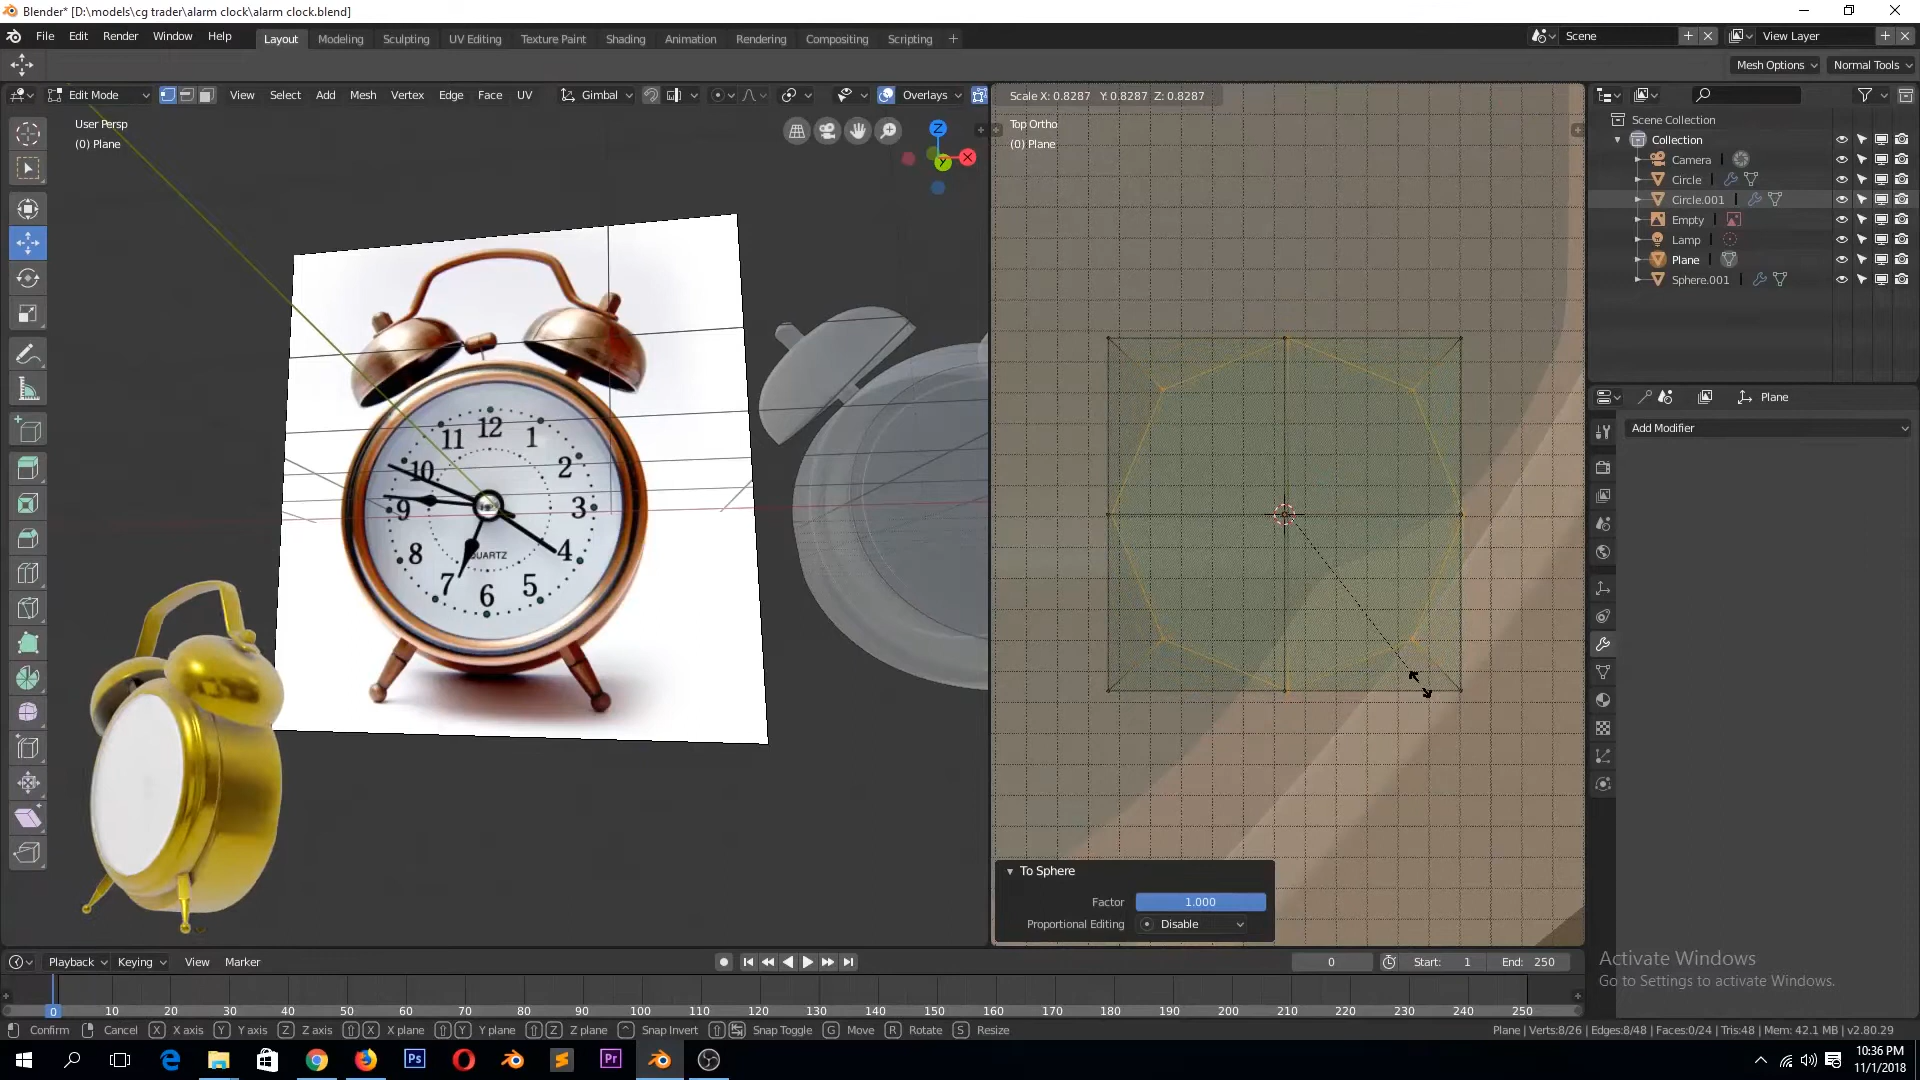 Blender* [D:\models\cg trader\alarm clock\alarm clock.blend]
File Edit Render Window Help
Layout Modeling Sculpting UV Editing Texture Paint Shading Animation Rendering Compositing Scripting
Scene View Layer
Mesh Options Normal Tools
Edit Mode View Select Add Mesh Vertex Edge Face UV Gimbal Overlays
Scale X: 0.8287 Y: 0.8287 Z: 0.8287
User Persp
(0) Plane
Z
X
Y
Top Ortho
(0) Plane
Scene Collection
Collection
Camera
Circle
Circle.001
Empty
Lamp
Plane
Sphere.001
Plane
Add Modifier
12
11 1
10 2
9 3
8 4
QUARTZ
7 5
6
To Sphere
Factor 1.000
Proportional Editing Disable
Activate Windows
Go to Settings to activate Windows.
Playback Keying View Marker
0 Start: 1 End: 250
0 10 20 30 40 50 60 70 80 90 100 110 120 130 140 150 160 170 180 190 200 210 220 230 240 250
Confirm Cancel X X axis Y Y axis Z Z axis X X plane Y Y plane Z Z plane Snap Invert Snap Toggle G Move R Rotate S Resize
Plane | Verts:8/26 | Edges:8/48 | Faces:0/24 | Tris:48 | Mem: 42.1 MB | v2.80.29
Ps
Pr
10:36 PM
11/1/2018